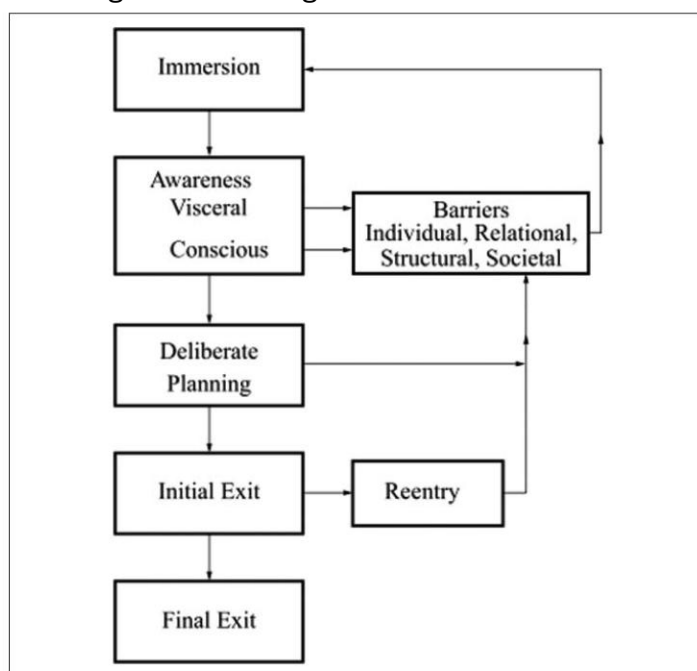 Immersion
Awareness
Visceral
Conscious
Barriers
Individual, Relational,
Structural, Societal
Deliberate
Planning
Initial Exit
Reentry
Final Exit